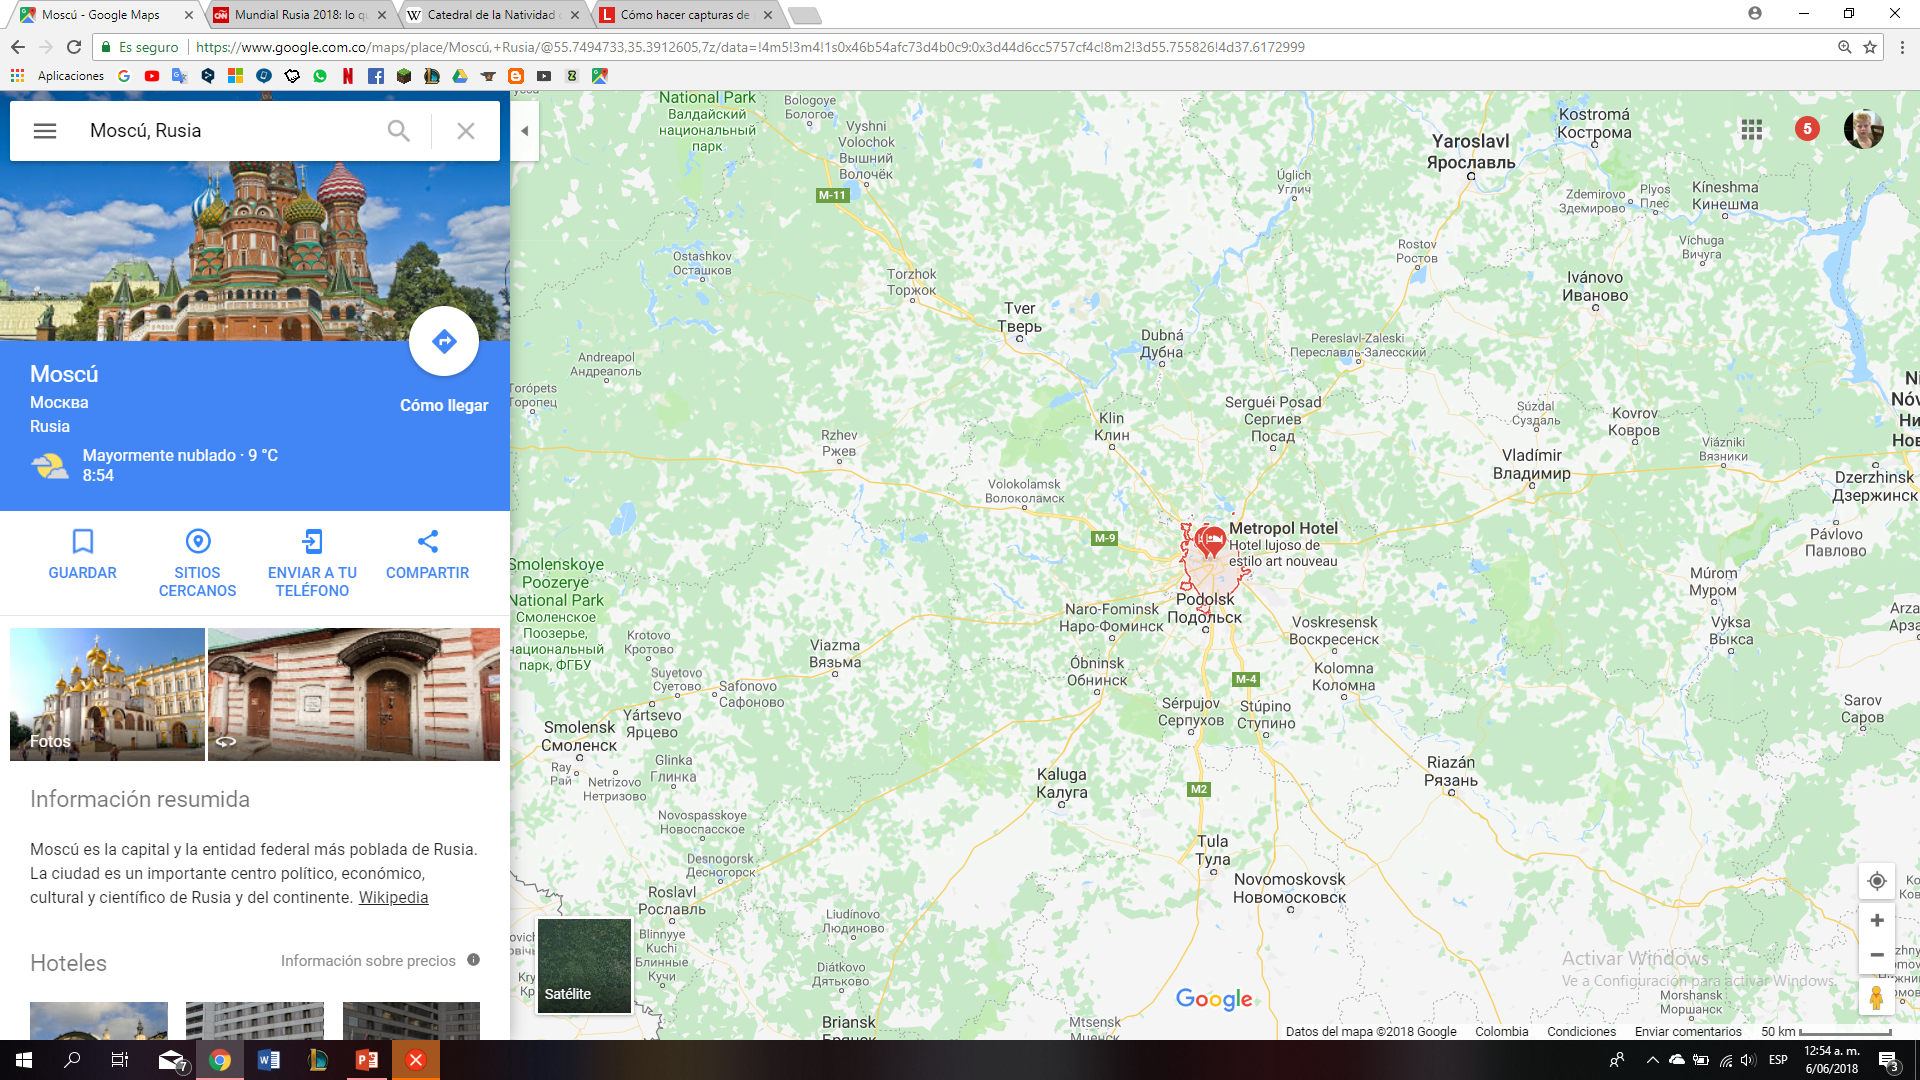 Moscú - Google Maps
Mundial Rusia 2018: lo qu
Catedral de la Natividad
Cómo hacer capturas de
Es seguro
https://www.google.com.co/maps/place/Moscú,+Rusia/@55.7494733,35.3912605,7z/data=!4m5!3m4!1s0x46b54afc73d4b0c9:0x3d44d6cc5757cf4c!8m2!3d55.755826!4d37.6172999
Aplicaciones
Moscú, Rusia
Moscú
Москва
Rusia
Cómo llegar
Mayormente nublado · 9 °C
8:54
GUARDAR
SITIOS
CERCANOS
ENVIAR A TU
TELÉFONO
COMPARTIR
Fotos
Información resumida
Moscú es la capital y la entidad federal más poblada de Rusia.
La ciudad es un importante centro político, económico,
cultural y científico de Rusia y del continente. Wikipedia
Hoteles
Información sobre precios
National Park
Валдайский
национальный
парк
Bologoye
Бологое
Vyshni
Volochok
Вышний
Волочёк
M-11
Kostromá
Кострома
5
Yaroslavl
Ярославль
Úglich
Углич
Zdemirovo
Здемирово
Plyos
Плес
Kíneshma
Кинешма
Víchuga
Вичуга
Rostov
Ростов
Ostashkov
Осташков
Torzhok
Торжок
Ivánovo
Иваново
Tver
Тверь
Dubná
Дубна
Pereslavl-Zaleski
Переславль-Залесский
Andreapol
Андреаполь
Torópets
Торопец
Klin
Клин
Serguéi Posad
Сергиев
Посад
Súzdal
Суздаль
Kovrov
Ковров
Viázniki
Вязники
Rzhev
Ржев
Vladímir
Владимир
Dzerzhinsk
Дзержинск
Volokolamsk
Волоколамск
M-9
Metropol Hotel
Hotel lujoso de
estilo art nouveau
Pávlovo
Павлово
Smolenskoye
Poozerye
National Park
Смоленское
Поозерье,
национальный
парк, ФГБУ
Podolsk
Подольск
Naro-Fominsk
Наро-Фоминск
Voskresensk
Воскресенск
Múrom
Муром
Vyksa
Выкса
Krotovo
Кротово
Viazma
Вязьма
Óbninsk
Обнинск
Kolomna
Коломна
M-4
Suyetovo
Суетово
Safonovo
Сафоново
Yártsevo
Ярцево
Sérpujov
Серпухов
Stúpino
Ступино
Sarov
Саров
Smolensk
Смоленск
Ray
Рай
Glinka
Глинка
Netrizovo
Нетризово
Kaluga
Калуга
M2
Riazán
Рязань
Novospasskoye
Новоспасское
Tula
Тула
Desnogorsk
Десногорск
Novomoskovsk
Новомосковск
Roslavl
Рославль
Liudínovo
Людиново
Blinnyye
Kuchi
Блинные
Кучи
Diátkovo
Дятьково
Morshansk
Моршанск
Briansk
Mtsensk
Мценск
Satélite
Google
Activar Windows
Ve a Configuración para activar Windows.
Datos del mapa ©2018 Google
Colombia
Condiciones
Enviar comentarios
50 km
7
ESP
12:54 a. m.
6/06/2018
3